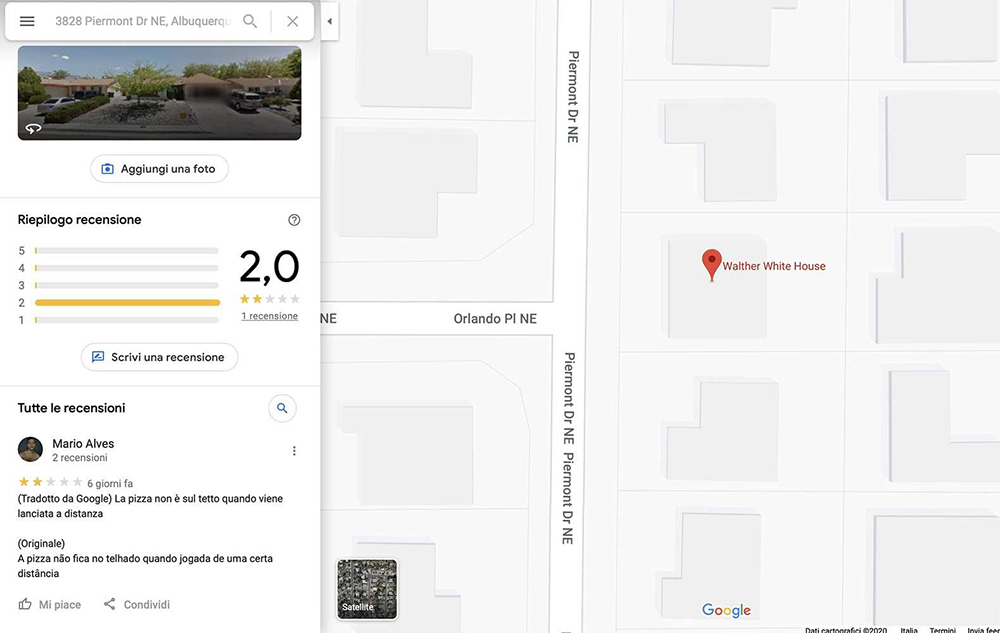 3828 Piermont Dr NE, Albuquerqu
Aggiungi una foto
Riepilogo recensione
5
4
3
2
1
2,0
1 recensione
Scrivi una recensione
Tutte le recensioni
Mario Alves
2 recensioni
6 giorni fa
(Tradotto da Google) La pizza non è sul tetto quando viene
lanciata a distanza
(Originale)
A pizza não fica no telhado quando jogada de uma certa
distância
Mi piace
Condividi
Piermont Dr NE
Walther White House
NE
Orlando Pl NE
Piermont Dr NE
Piermont Dr NE
Satellite
Google
Dati cartografici ©2020
Italia
Termini
Invia feed